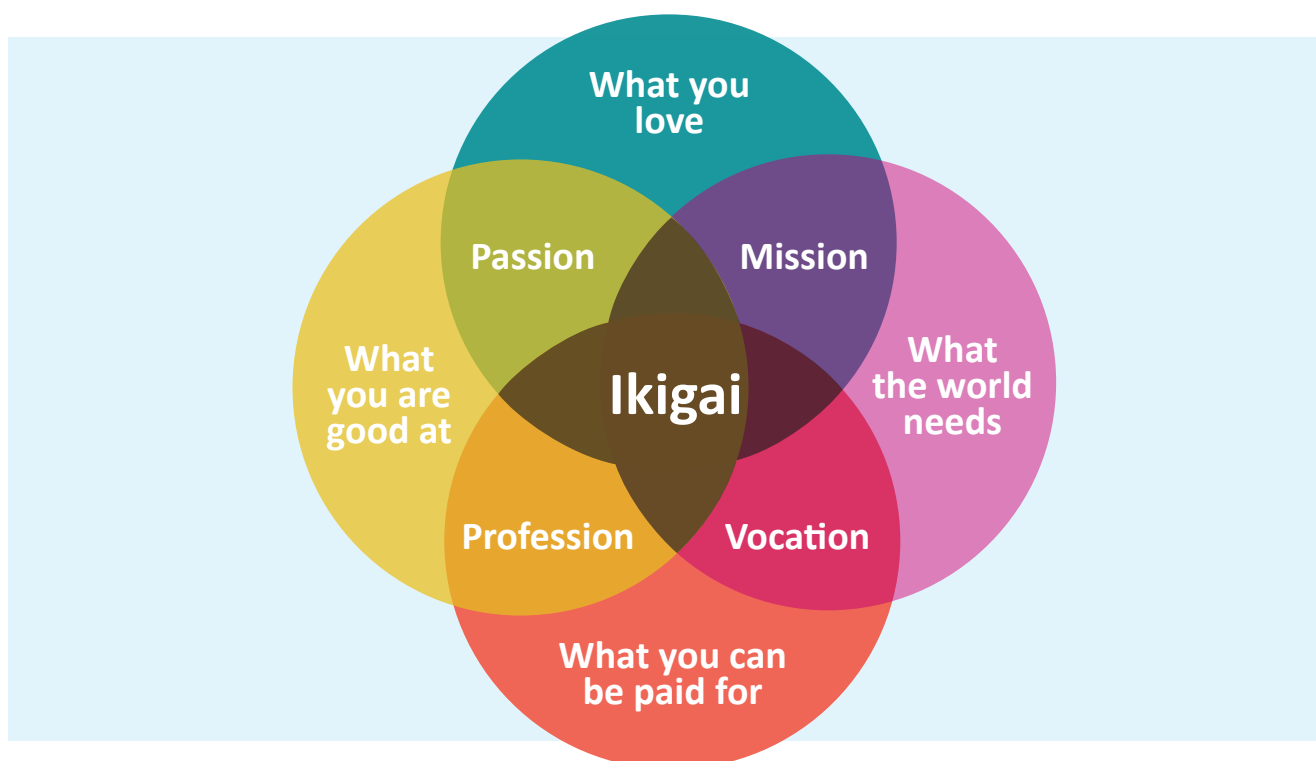 What you
love
Passion
Mission
What
you are
good at
Ikigai
What
the world
needs
Profession
Vocation
What you can
be paid for